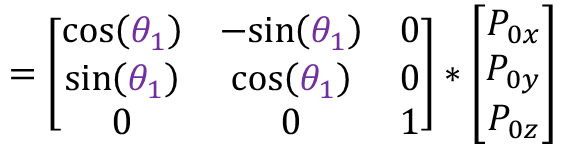 = [cos(θ₁) −sin(θ₁) 0] * [P₀ₓ]
[sin(θ₁) cos(θ₁) 0] [P₀y]
[0 0 1] [P₀z]